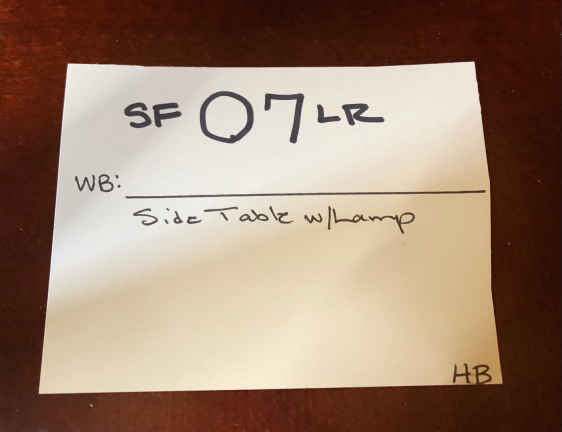 SF 07 LR
WB:
Side Table w/Lamp
HB